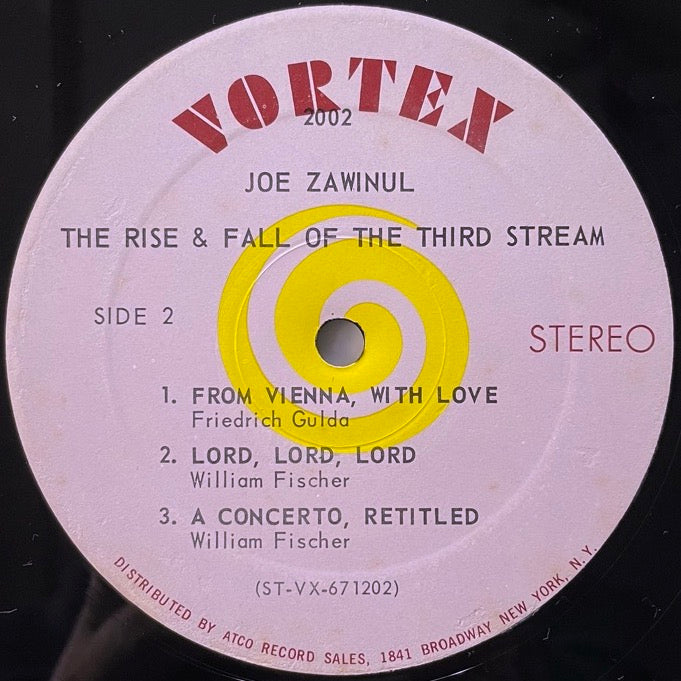 VORTEX
2002
JOE ZAWINUL
THE RISE & FALL OF THE THIRD STREAM
SIDE 2
STEREO
1. FROM VIENNA, WITH LOVE
Friedrich Gulda
2. LORD, LORD, LORD
William Fischer
3. A CONCERTO, RETITLED
William Fischer
(ST-VX-671202)
DISTRIBUTED BY ATCO RECORD SALES, 1841 BROADWAY NEW YORK, N.Y.